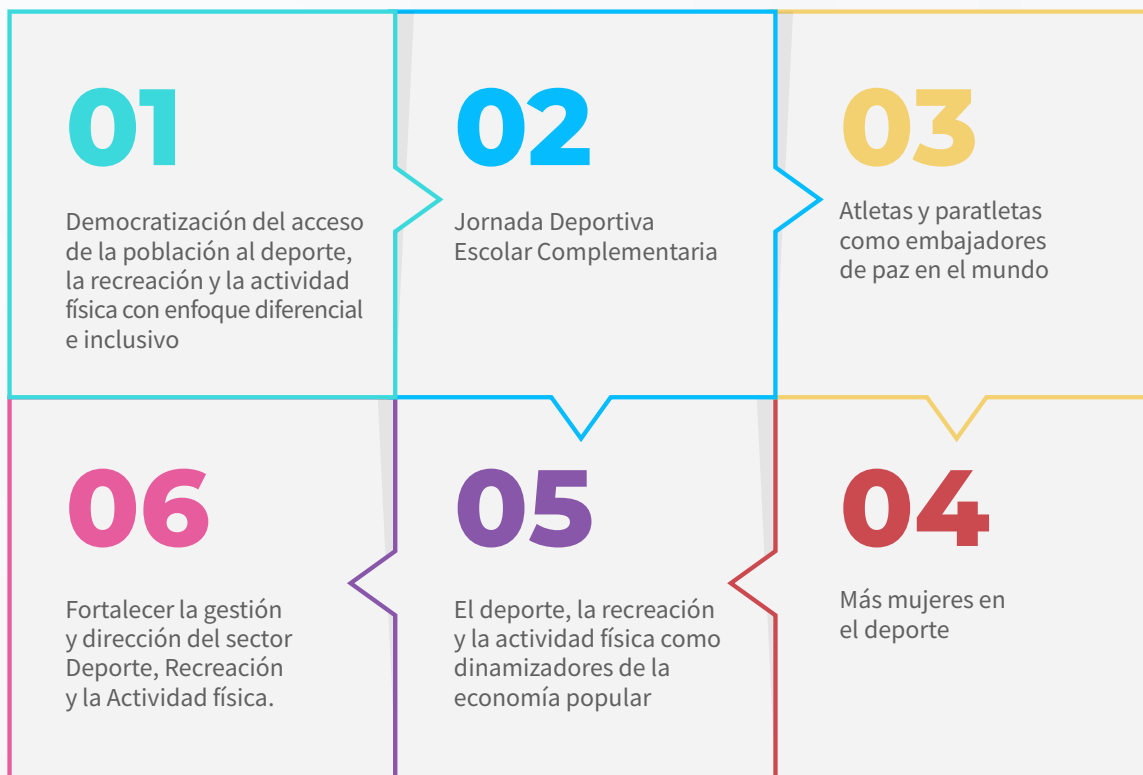 01
Democratización del acceso
de la población al deporte,
la recreación y la actividad
física con enfoque diferencial
e inclusivo
02
Jornada Deportiva
Escolar Complementaria
03
Atletas y paratletas
como embajadores
de paz en el mundo
04
Más mujeres en
el deporte
05
El deporte, la recreación
y la actividad física como
dinamizadores de la
economía popular
06
Fortalecer la gestión
y dirección del sector
Deporte, Recreación
y la Actividad física.